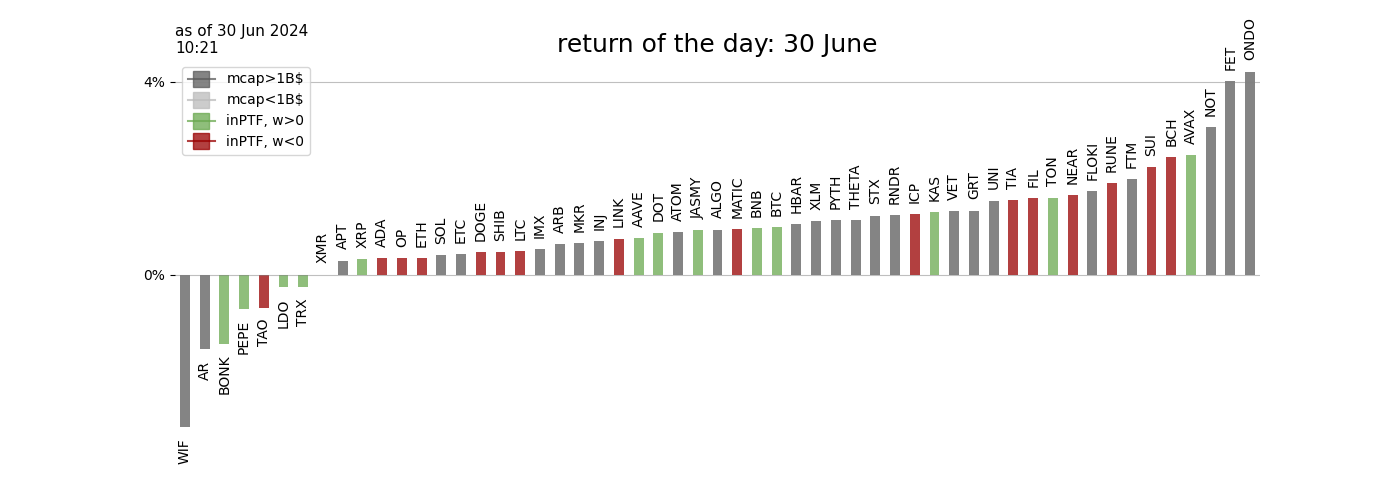 as of 30 Jun 2024
10:21
return of the day: 30 June
4%
0%
mcap>1B$
mcap<1B$
inPTF, w>0
inPTF, w<0
WIF
AR
BONK
PEPE
TAO
LDO
TRX
XMR
APT
XRP
ADA
OP
ETH
SOL
ETC
DOGE
SHIB
LTC
IMX
ARB
MKR
INJ
LINK
AAVE
DOT
ATOM
JASMY
ALGO
MATIC
BNB
BTC
HBAR
XLM
PYTH
THETA
STX
RNDR
ICP
KAS
VET
GRT
UNI
TIA
FIL
TON
NEAR
FLOKI
RUNE
FTM
SUI
BCH
AVAX
NOT
FET
ONDO